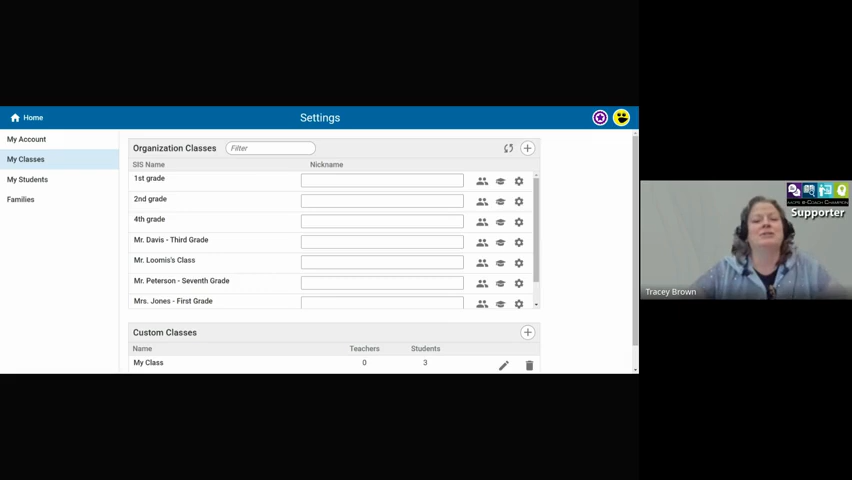 Home
Settings
My Account
My Classes
My Students
Families
Organization Classes
Filter
SIS Name
Nickname
1st grade
2nd grade
4th grade
Mr. Davis - Third Grade
Mr. Loomis's Class
Mr. Peterson - Seventh Grade
Mrs. Jones - First Grade
Custom Classes
Name
Teachers
Students
My Class
0
3
Supporter
Tracey Brown